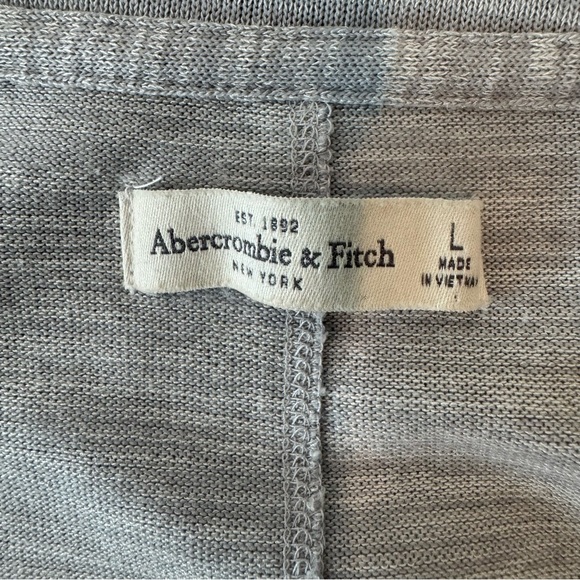 EST. 1892
Abercrombie & Fitch
NEW YORK
L
MADE
IN VIETNAM